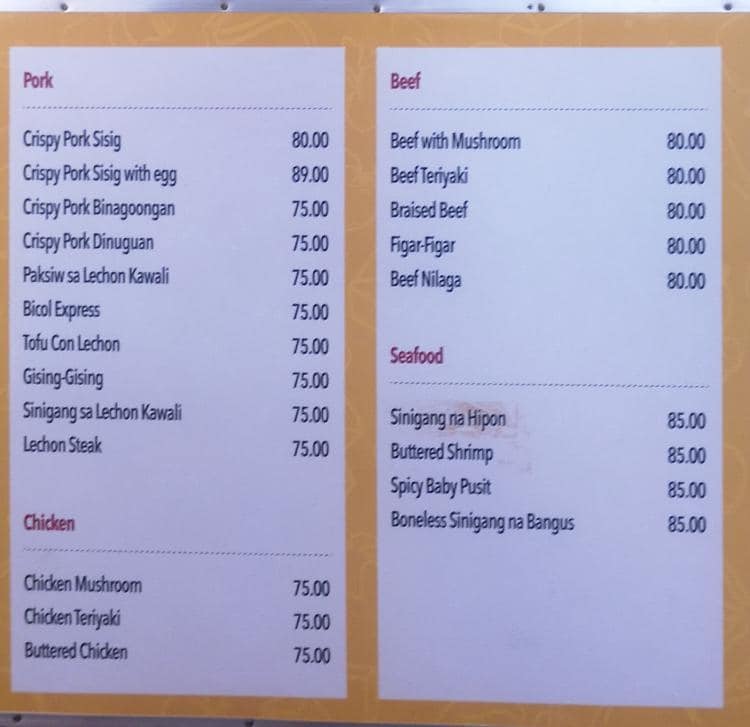 Pork
Crispy Pork Sisig 80.00
Crispy Pork Sisig with egg 89.00
Crispy Pork Binagoongan 75.00
Crispy Pork Dinuguan 75.00
Paksiw sa Lechon Kawali 75.00
Bicol Express 75.00
Tofu Con Lechon 75.00
Gising-Gising 75.00
Sinigang sa Lechon Kawali 75.00
Lechon Steak 75.00
Chicken
Chicken Mushroom 75.00
Chicken Teriyaki 75.00
Buttered Chicken 75.00
Beef
Beef with Mushroom 80.00
Beef Teriyaki 80.00
Braised Beef 80.00
Figar-Figar 80.00
Beef Nilaga 80.00
Seafood
Sinigang na Hipon 85.00
Buttered Shrimp 85.00
Spicy Baby Pusit 85.00
Boneless Sinigang na Bangus 85.00